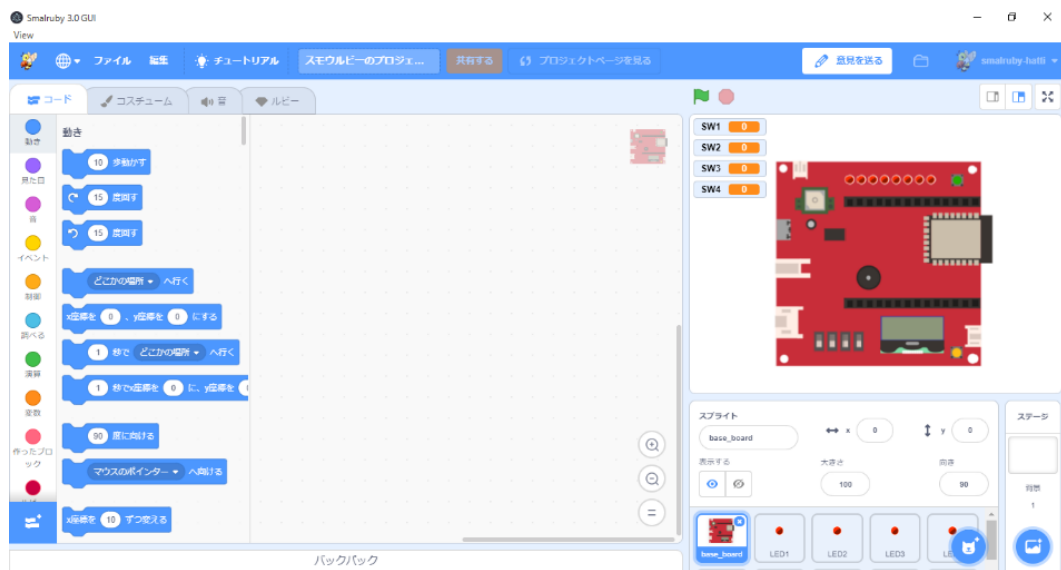 Smalruby 3.0 GUI
View
ファイル 編集 チュートリアル スモウルビーのプロジェ... 共有する プロジェクトページを見る 意見を送る smalruby-hatti
コード コスチューム 音 ルビー
動き
見た目
音
イベント
制御
調べる
演算
変数
作ったブロ
ック
動き
10 歩動かす
15 度回す
15 度回す
どこかの場所 へ行く
x座標を 0 、y座標を 0 にする
1 秒で どこかの場所 へ行く
1 秒でx座標を 0 に、y座標を
90 度に向ける
マウスのポインター へ向ける
x座標を 10 ずつ変える
バックパック
SW1 0
SW2 0
SW3 0
SW4 0
スプライト
base_board x 0 y 0
表示する 大きさ 向き
100 90
base_board LED1 LED2 LED3
ステージ
背景
1